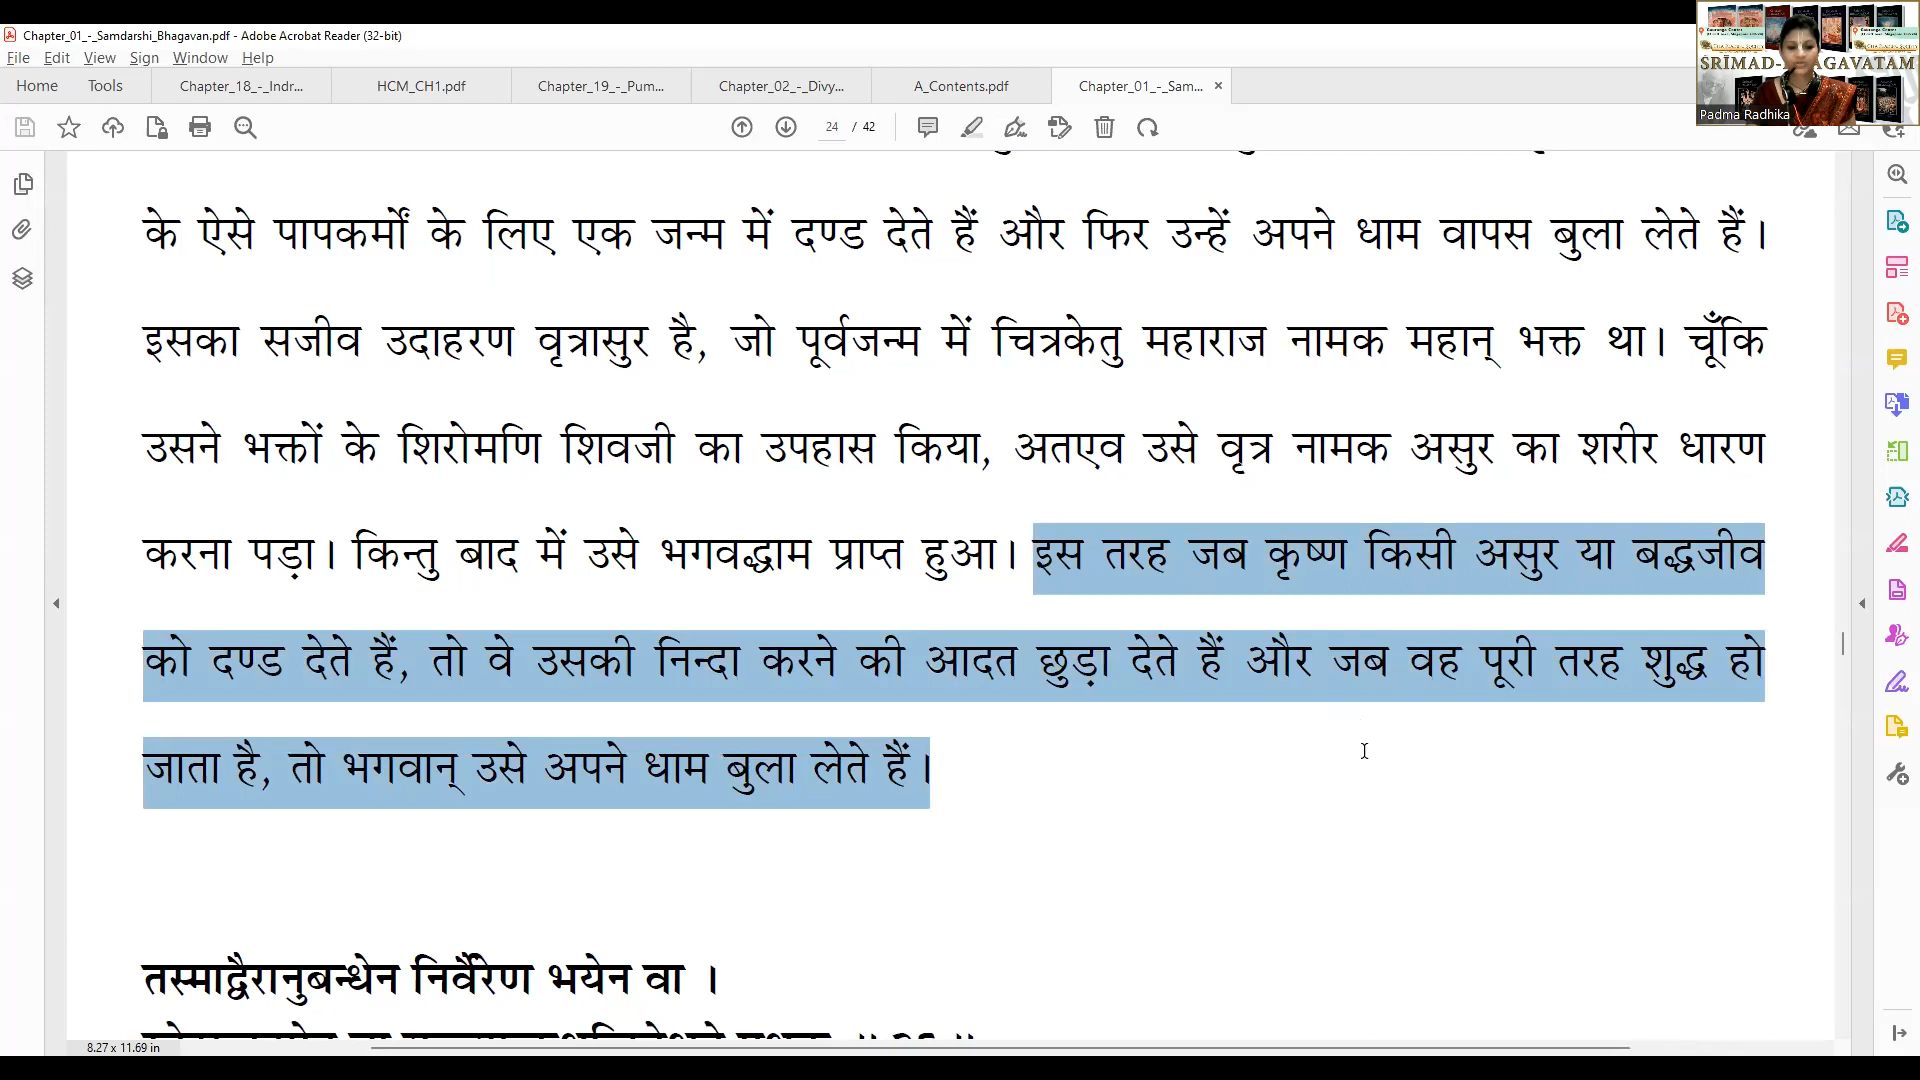 Chapter_01_-_Samdarshi_Bhagavan.pdf - Adobe Acrobat Reader (32-bit)
File Edit View Sign Window Help
Home Tools Chapter_18_-_Indr... HCM_CH1.pdf Chapter_19_-_Pum... Chapter_02_-_Divy... A_Contents.pdf Chapter_01_-_Sam... ×
24 / 42
SRIMAD-BHAGAVATAM
Padma Radhika
के ऐसे पापकर्मों के लिए एक जन्म में दण्ड देते हैं और फिर उन्हें अपने धाम वापस बुला लेते हैं।
इसका सजीव उदाहरण वृत्रासुर है, जो पूर्वजन्म में चित्रकेतु महाराज नामक महान् भक्त था। चूँकि
उसने भक्तों के शिरोमणि शिवजी का उपहास किया, अतएव उसे वृत्र नामक असुर का शरीर धारण
करना पड़ा। किन्तु बाद में उसे भगवद्धाम प्राप्त हुआ। इस तरह जब कृष्ण किसी असुर या बद्धजीव
को दण्ड देते हैं, तो वे उसकी निन्दा करने की आदत छुड़ा देते हैं और जब वह पूरी तरह शुद्ध हो
जाता है, तो भगवान् उसे अपने धाम बुला लेते हैं।
तस्माद्वैरानुबन्धेन निर्वैरेण भयेन वा ।
8.27 x 11.69 in